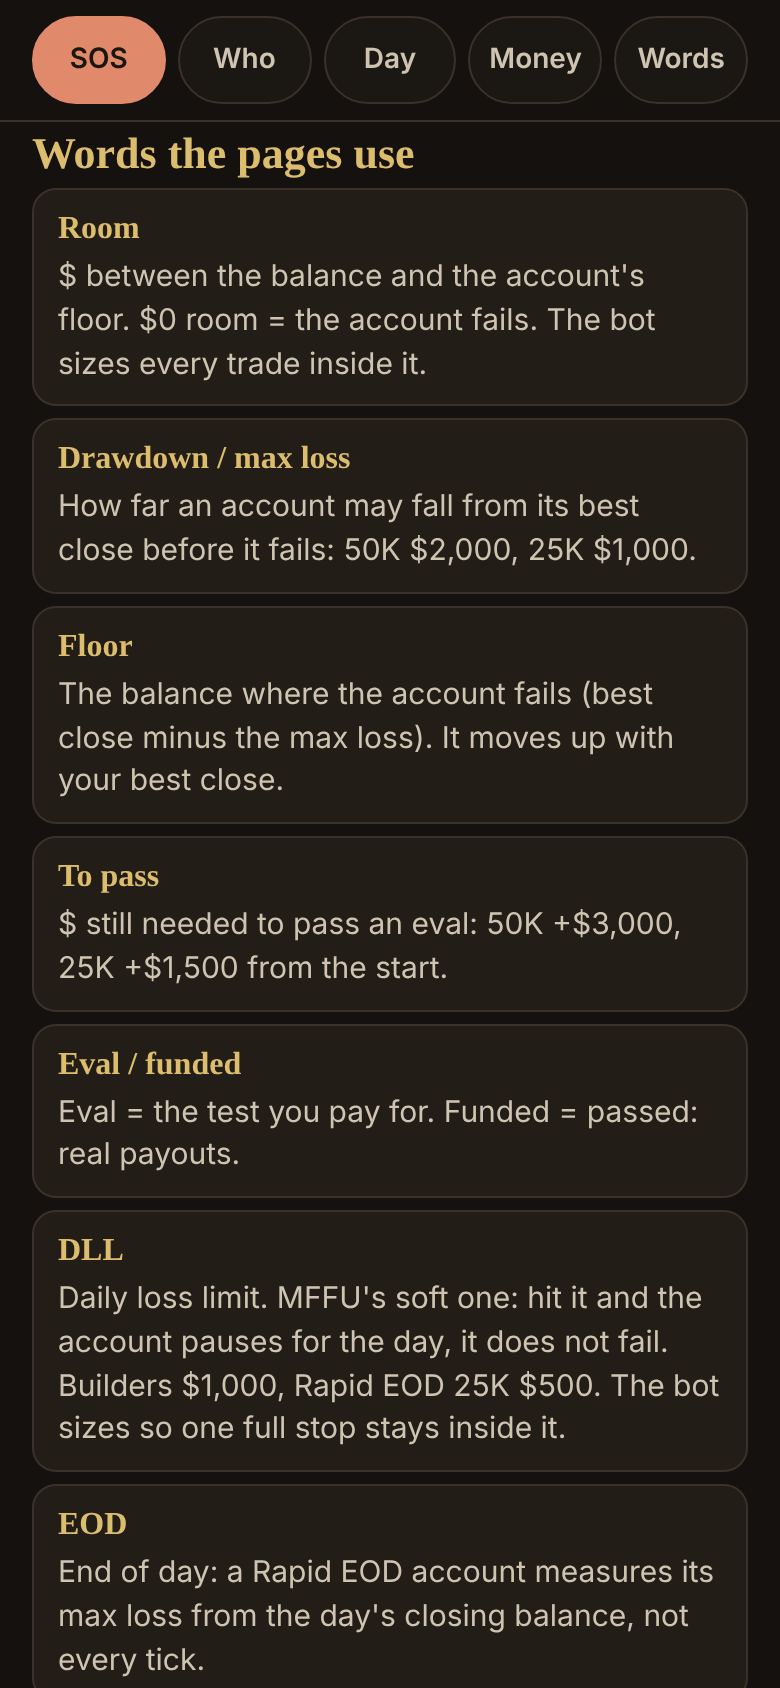 SOS
Who
Day
Money
Words
Words the pages use
Room
$ between the balance and the account's
floor. $0 room = the account fails. The bot
sizes every trade inside it.
Drawdown / max loss
How far an account may fall from its best
close before it fails: 50K $2,000, 25K $1,000.
Floor
The balance where the account fails (best
close minus the max loss). It moves up with
your best close.
To pass
$ still needed to pass an eval: 50K +$3,000,
25K +$1,500 from the start.
Eval / funded
Eval = the test you pay for. Funded = passed:
real payouts.
DLL
Daily loss limit. MFFU's soft one: hit it and the
account pauses for the day, it does not fail.
Builders $1,000, Rapid EOD 25K $500. The bot
sizes so one full stop stays inside it.
EOD
End of day: a Rapid EOD account measures its
max loss from the day's closing balance, not
every tick.